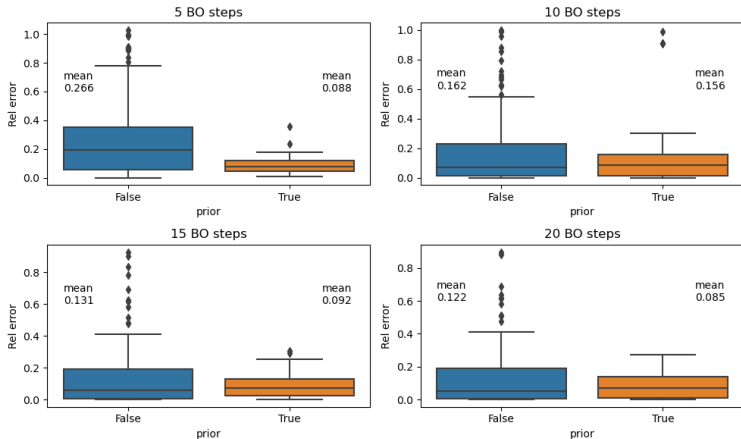 5 BO steps
Rel error
1.0
0.8
0.6
0.4
0.2
0.0
mean
0.266
mean
0.088
False
True
prior
10 BO steps
Rel error
1.0
0.8
0.6
0.4
0.2
0.0
mean
0.162
mean
0.156
False
True
prior
15 BO steps
Rel error
0.8
0.6
0.4
0.2
0.0
mean
0.131
mean
0.092
False
True
prior
20 BO steps
Rel error
0.8
0.6
0.4
0.2
0.0
mean
0.122
mean
0.085
False
True
prior